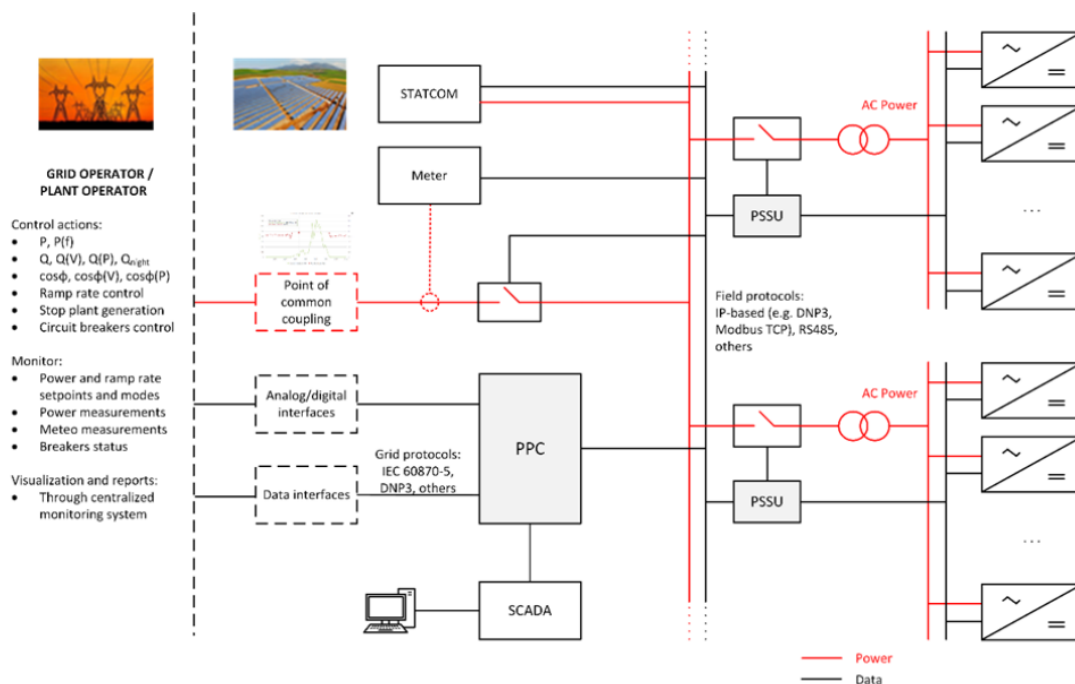 GRID OPERATOR /
PLANT OPERATOR
Control actions:
• P, P(f)
• Q, Q(V), Q(P), Qnight
• cosϕ, cosϕ(V), cosϕ(P)
• Ramp rate control
• Stop plant generation
• Circuit breakers control
Monitor:
• Power and ramp rate
setpoints and modes
• Power measurements
• Meteo measurements
• Breakers status
Visualization and reports:
• Through centralized
monitoring system
STATCOM
Meter
Point of
common
coupling
Analog/digital
interfaces
Data interfaces
Grid protocols:
IEC 60870-5,
DNP3, others
PPC
SCADA
AC Power
PSSU
...
Field protocols:
IP-based (e.g. DNP3,
Modbus TCP), RS485,
others
AC Power
PSSU
...
Power
Data